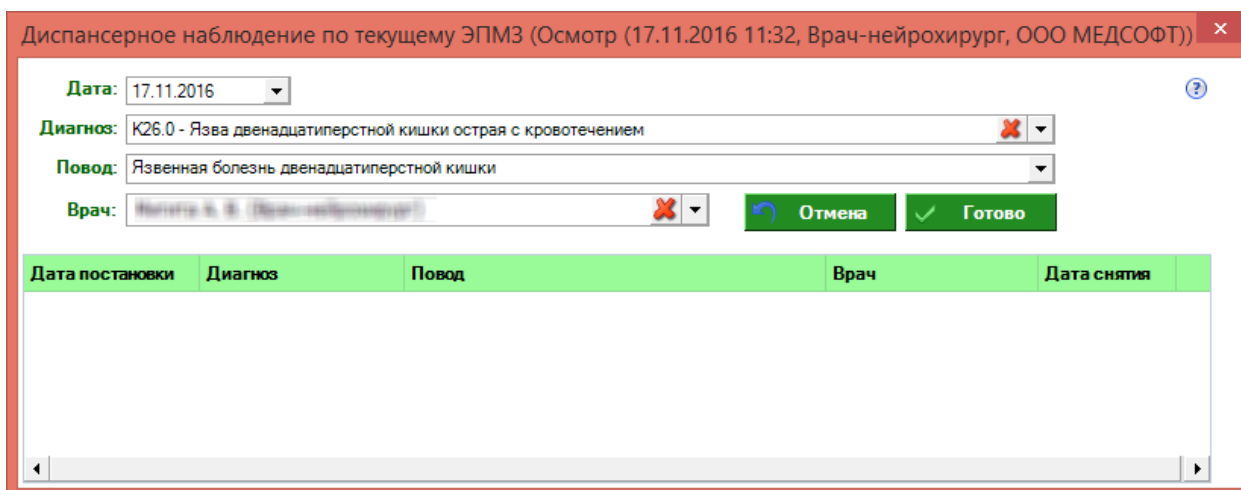 Диспансерное наблюдение по текущему ЭПМЗ (Осмотр (17.11.2016 11:32, Врач-нейрохирург, ООО МЕДСОФТ))
Дата: 17.11.2016
Диагноз: K26.0 - Язва двенадцатиперстной кишки острая с кровотечением
Повод: Язвенная болезнь двенадцатиперстной кишки
Врач: Отмена Готово
Дата постановки Диагноз Повод Врач Дата снятия